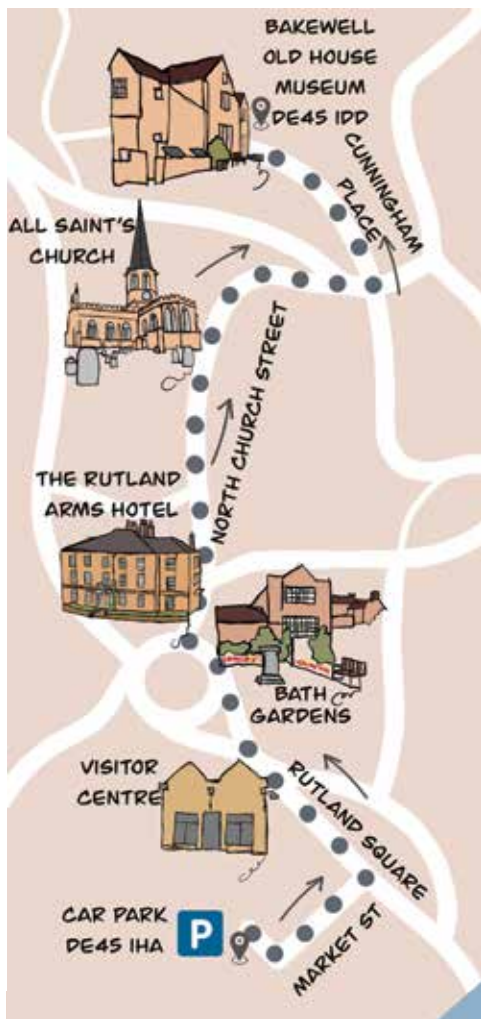 BAKEWELL
OLD HOUSE
MUSEUM
DE45 1DD
CUNNINGHAM
PLACE
ALL SAINT'S
CHURCH
NORTH CHURCH STREET
THE RUTLAND
ARMS HOTEL
BATH
GARDENS
VISITOR
CENTRE
RUTLAND SQUARE
CAR PARK
DE45 1HA
P
MARKET ST